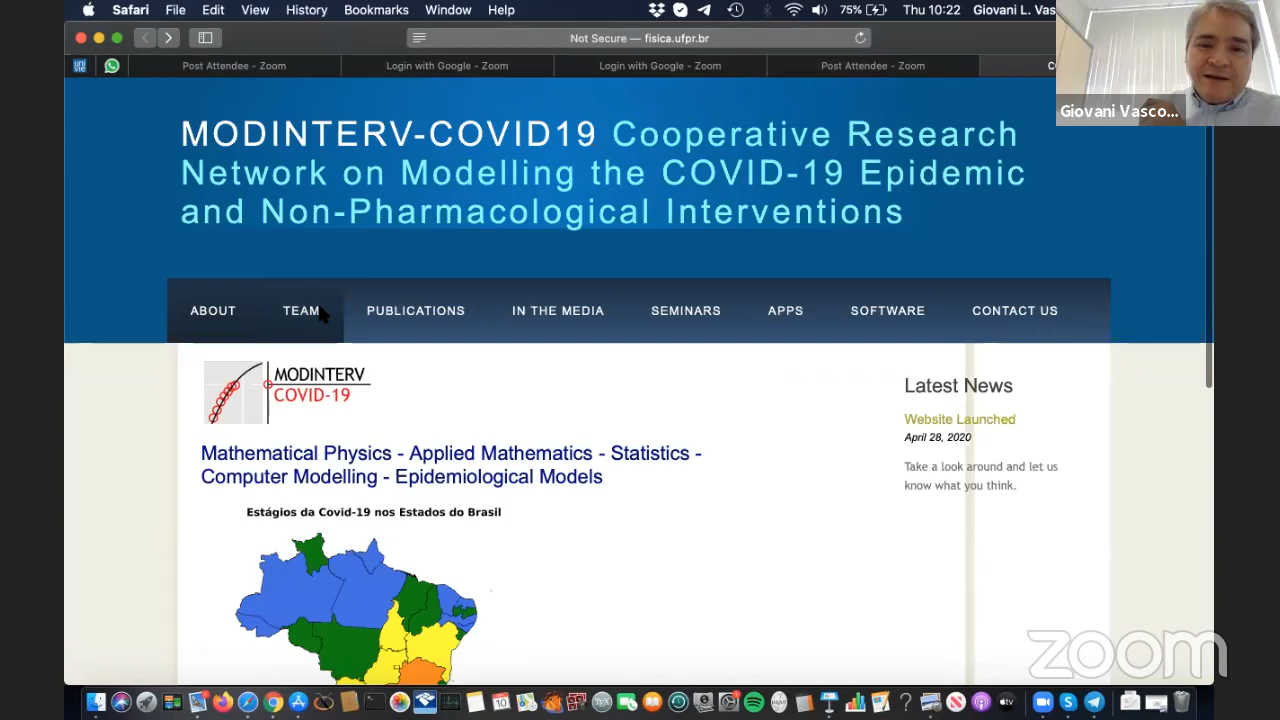 Safari File Edit View History Bookmarks Window Help 75% Thu 10:22 Giovani L. Vas
Not Secure — fisica.ufpr.br
Post Attendee - Zoom Login with Google - Zoom Login with Google - Zoom Post Attendee - Zoom
Giovani Vasco...
MODINTERV-COVID19 Cooperative Research
Network on Modelling the COVID-19 Epidemic
and Non-Pharmacological Interventions
ABOUT TEAM PUBLICATIONS IN THE MEDIA SEMINARS APPS SOFTWARE CONTACT US
MODINTERV
COVID-19
Mathematical Physics - Applied Mathematics - Statistics -
Computer Modelling - Epidemiological Models
Estágios da Covid-19 nos Estados do Brasil
Latest News
Website Launched
April 28, 2020
Take a look around and let us
know what you think.
zoom